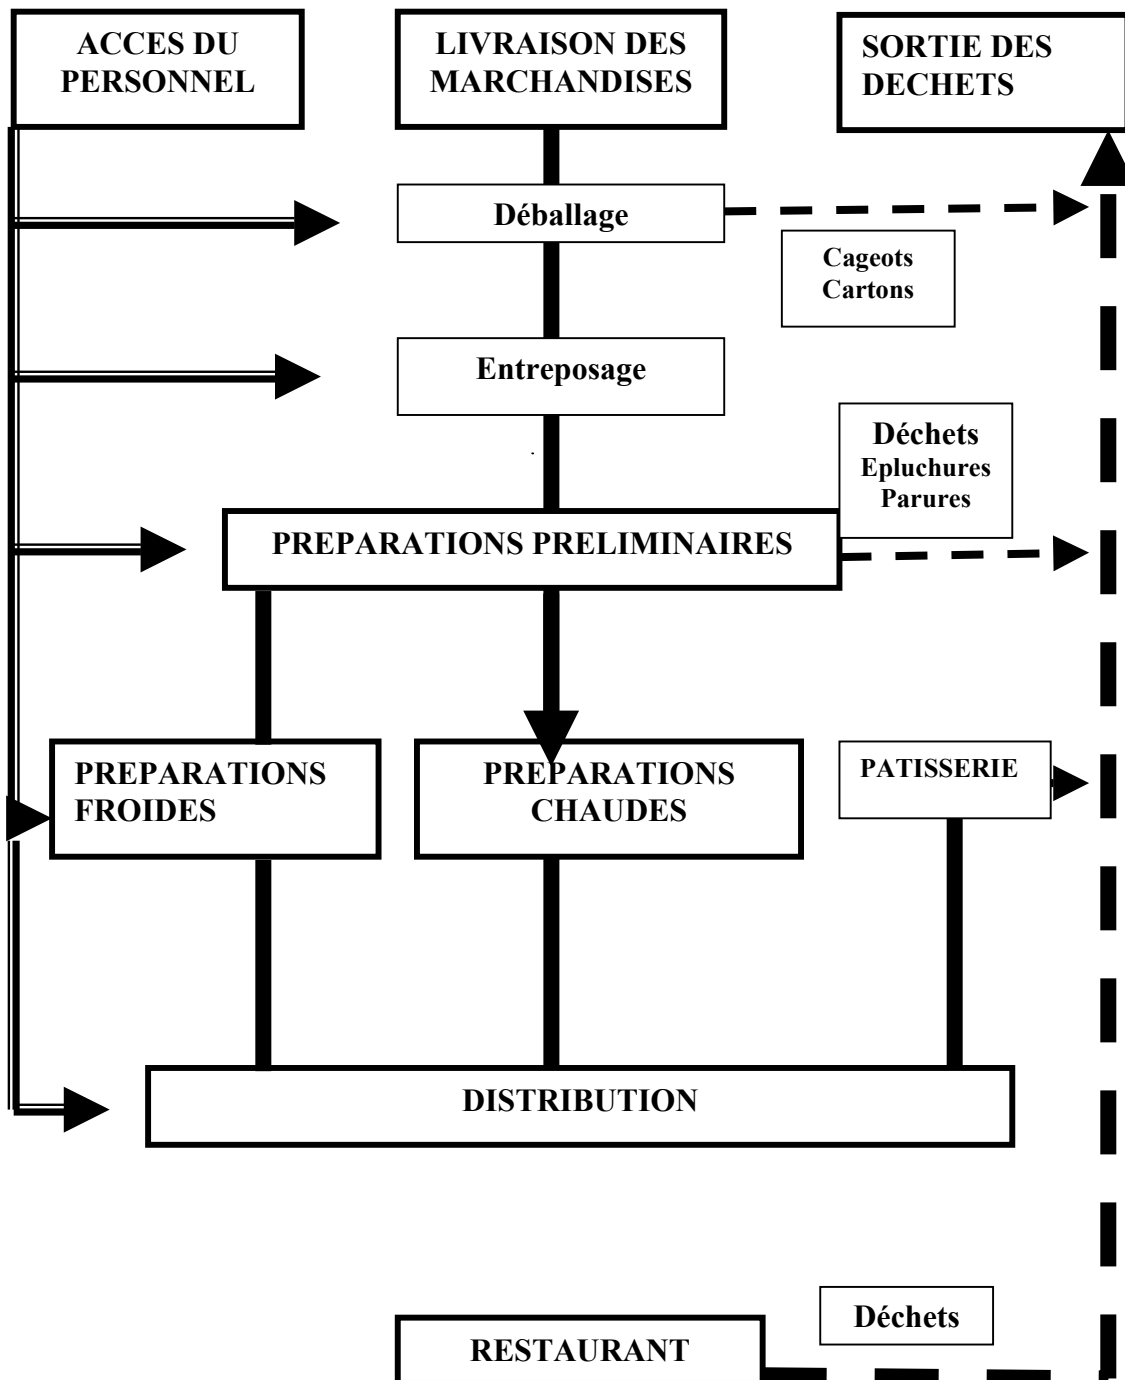 ACCES DU
PERSONNEL
LIVRAISON DES
MARCHANDISES
SORTIE DES
DECHETS
Déballage
Cageots
Cartons
Entreposage
Déchets
Epluchures
Parures
PREPARATIONS PRELIMINAIRES
PREPARATIONS
FROIDES
PREPARATIONS
CHAUDES
PATISSERIE
DISTRIBUTION
Déchets
RESTAURANT